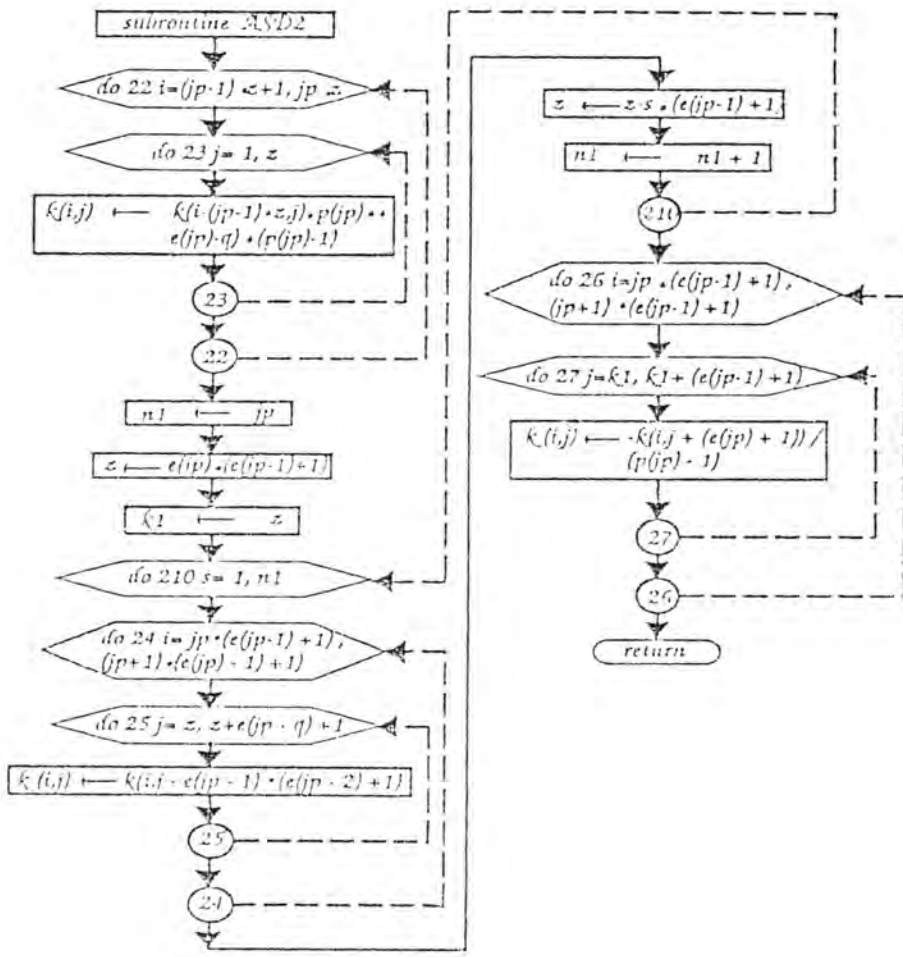 subroutine ASD2
do 22 i=(jp-1)•z+1, jp.z
do 23 j= 1, z
k(i,j) ← k(i-(jp-1)•z,j)•p(jp)••
e(jp)-q)•(p(jp)-1)
23
22
n1 ← jp
z ← e(jp)•(e(jp-1)+1)
k1 ← z
do 210 s= 1, n1
do 24 i= jp•(e(jp-1)+1),
(jp+1)•(e(jp)-1)+1)
do 25 j= z, z+e(jp-q)+1
k(i,j) ← k(i,j-e(jp-1)•(e(jp-2)+1)
25
24
z ← z-s•(e(jp-1)+1,
n1 ← n1+1
210
do 26 i=jp•(e(jp-1)+1),
(jp+1)•(e(jp-1)+1)
do 27 j=k1, k1+(e(jp-1)+1)
k(i,j) ← -k(i,j+(e(jp)+1))/
(p(jp)-1)
27
26
return